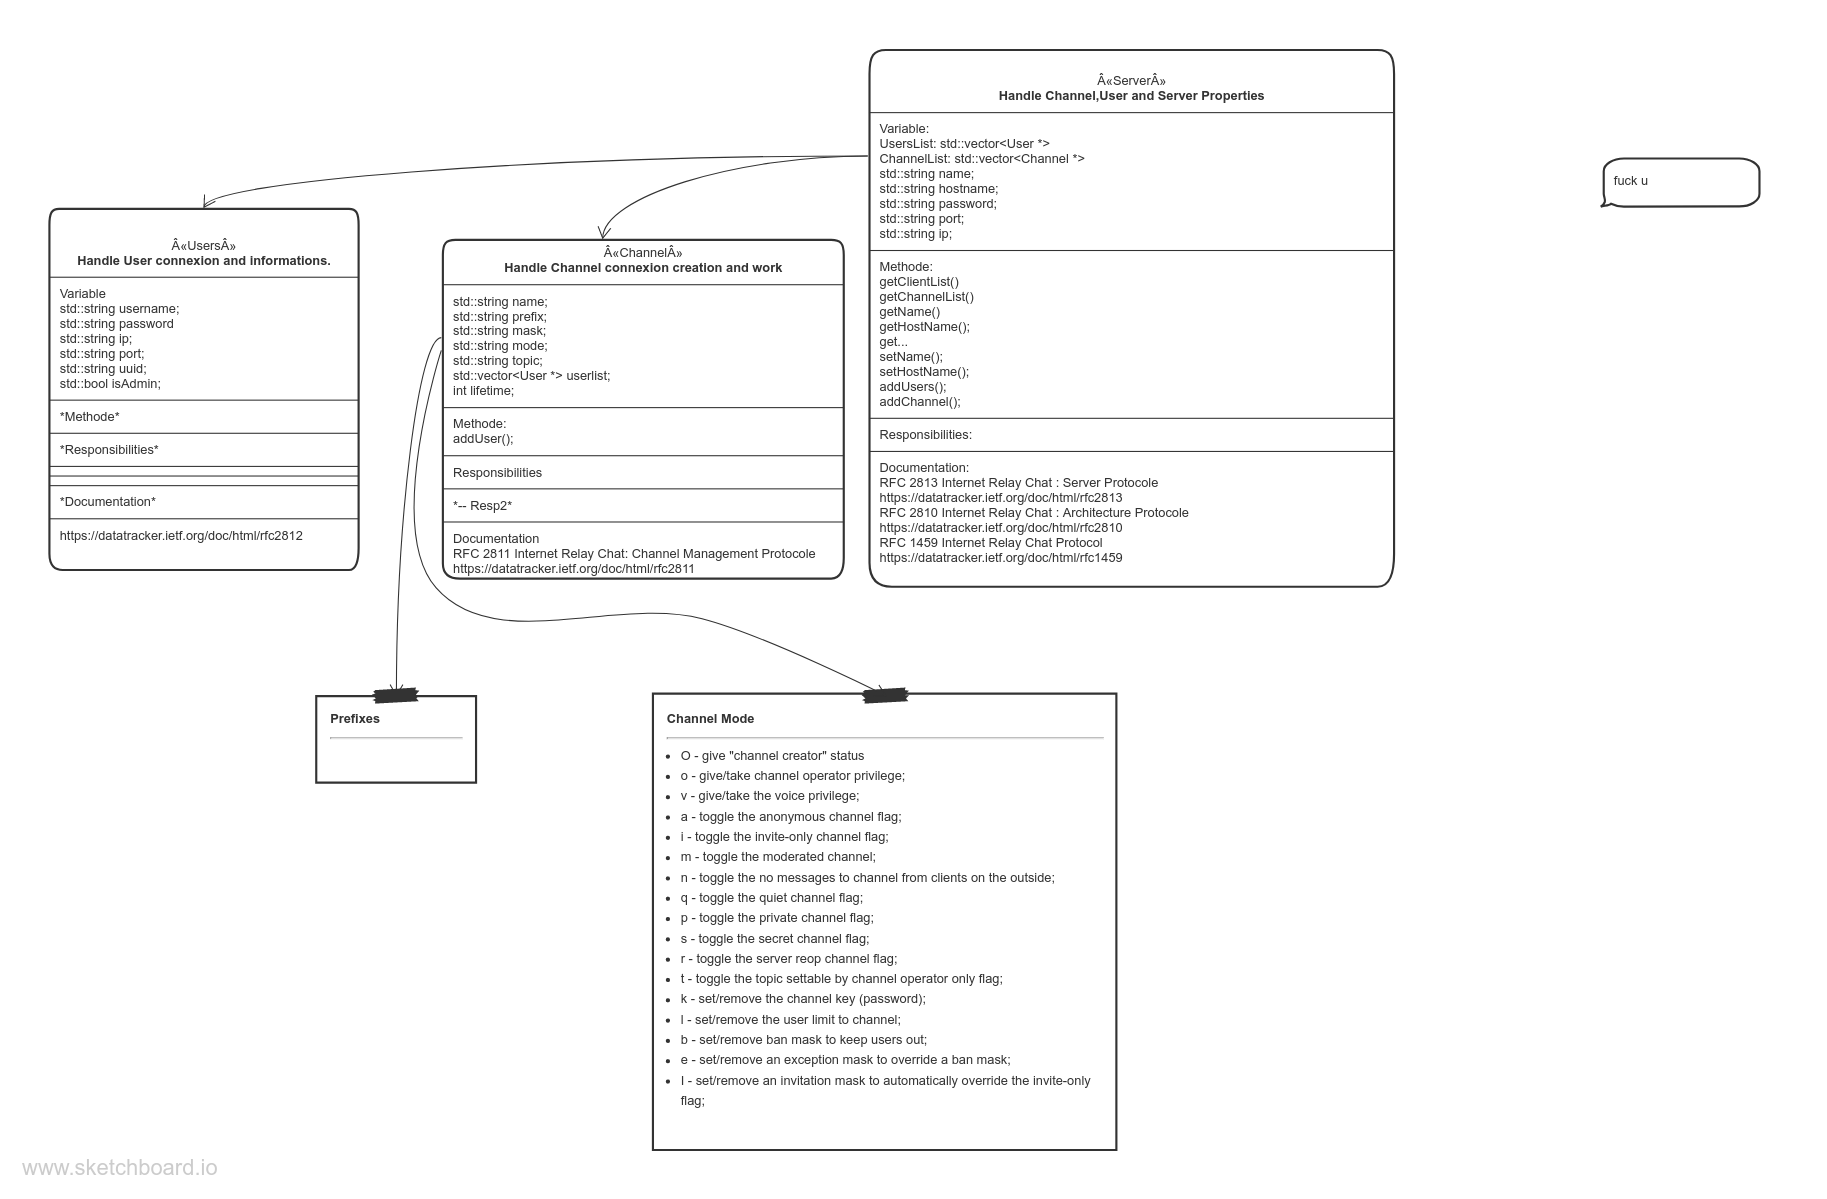 Â«ServerÂ»
Handle Channel,User and Server Properties
Variable:
UsersList: std::vector<User *>
ChannelList: std::vector<Channel *>
std::string name;
std::string hostname;
std::string password;
std::string port;
std::string ip;
Methode:
getClientList()
getChannelList()
getName()
getHostName();
get...
setName();
setHostName();
addUsers();
addChannel();
Responsibilities:
Documentation:
RFC 2813 Internet Relay Chat : Server Protocole
https://datatracker.ietf.org/doc/html/rfc2813
RFC 2810 Internet Relay Chat : Architecture Protocole
https://datatracker.ietf.org/doc/html/rfc2810
RFC 1459 Internet Relay Chat Protocol
https://datatracker.ietf.org/doc/html/rfc1459
fuck u
Â«UsersÂ»
Handle User connexion and informations.
Variable
std::string username;
std::string password
std::string ip;
std::string port;
std::string uuid;
std::bool isAdmin;
*Methode*
*Responsibilities*
*Documentation*
https://datatracker.ietf.org/doc/html/rfc2812
Â«ChannelÂ»
Handle Channel connexion creation and work
std::string name;
std::string prefix;
std::string mask;
std::string mode;
std::string topic;
std::vector<User *> userlist;
int lifetime;
Methode:
addUser();
Responsibilities
*-- Resp2*
Documentation
RFC 2811 Internet Relay Chat: Channel Management Protocole
https://datatracker.ietf.org/doc/html/rfc2811
Prefixes
Channel Mode
• O - give "channel creator" status
• o - give/take channel operator privilege;
• v - give/take the voice privilege;
• a - toggle the anonymous channel flag;
• i - toggle the invite-only channel flag;
• m - toggle the moderated channel;
• n - toggle the no messages to channel from clients on the outside;
• q - toggle the quiet channel flag;
• p - toggle the private channel flag;
• s - toggle the secret channel flag;
• r - toggle the server reop channel flag;
• t - toggle the topic settable by channel operator only flag;
• k - set/remove the channel key (password);
• l - set/remove the user limit to channel;
• b - set/remove ban mask to keep users out;
• e - set/remove an exception mask to override a ban mask;
• I - set/remove an invitation mask to automatically override the invite-only
flag;
www.sketchboard.io